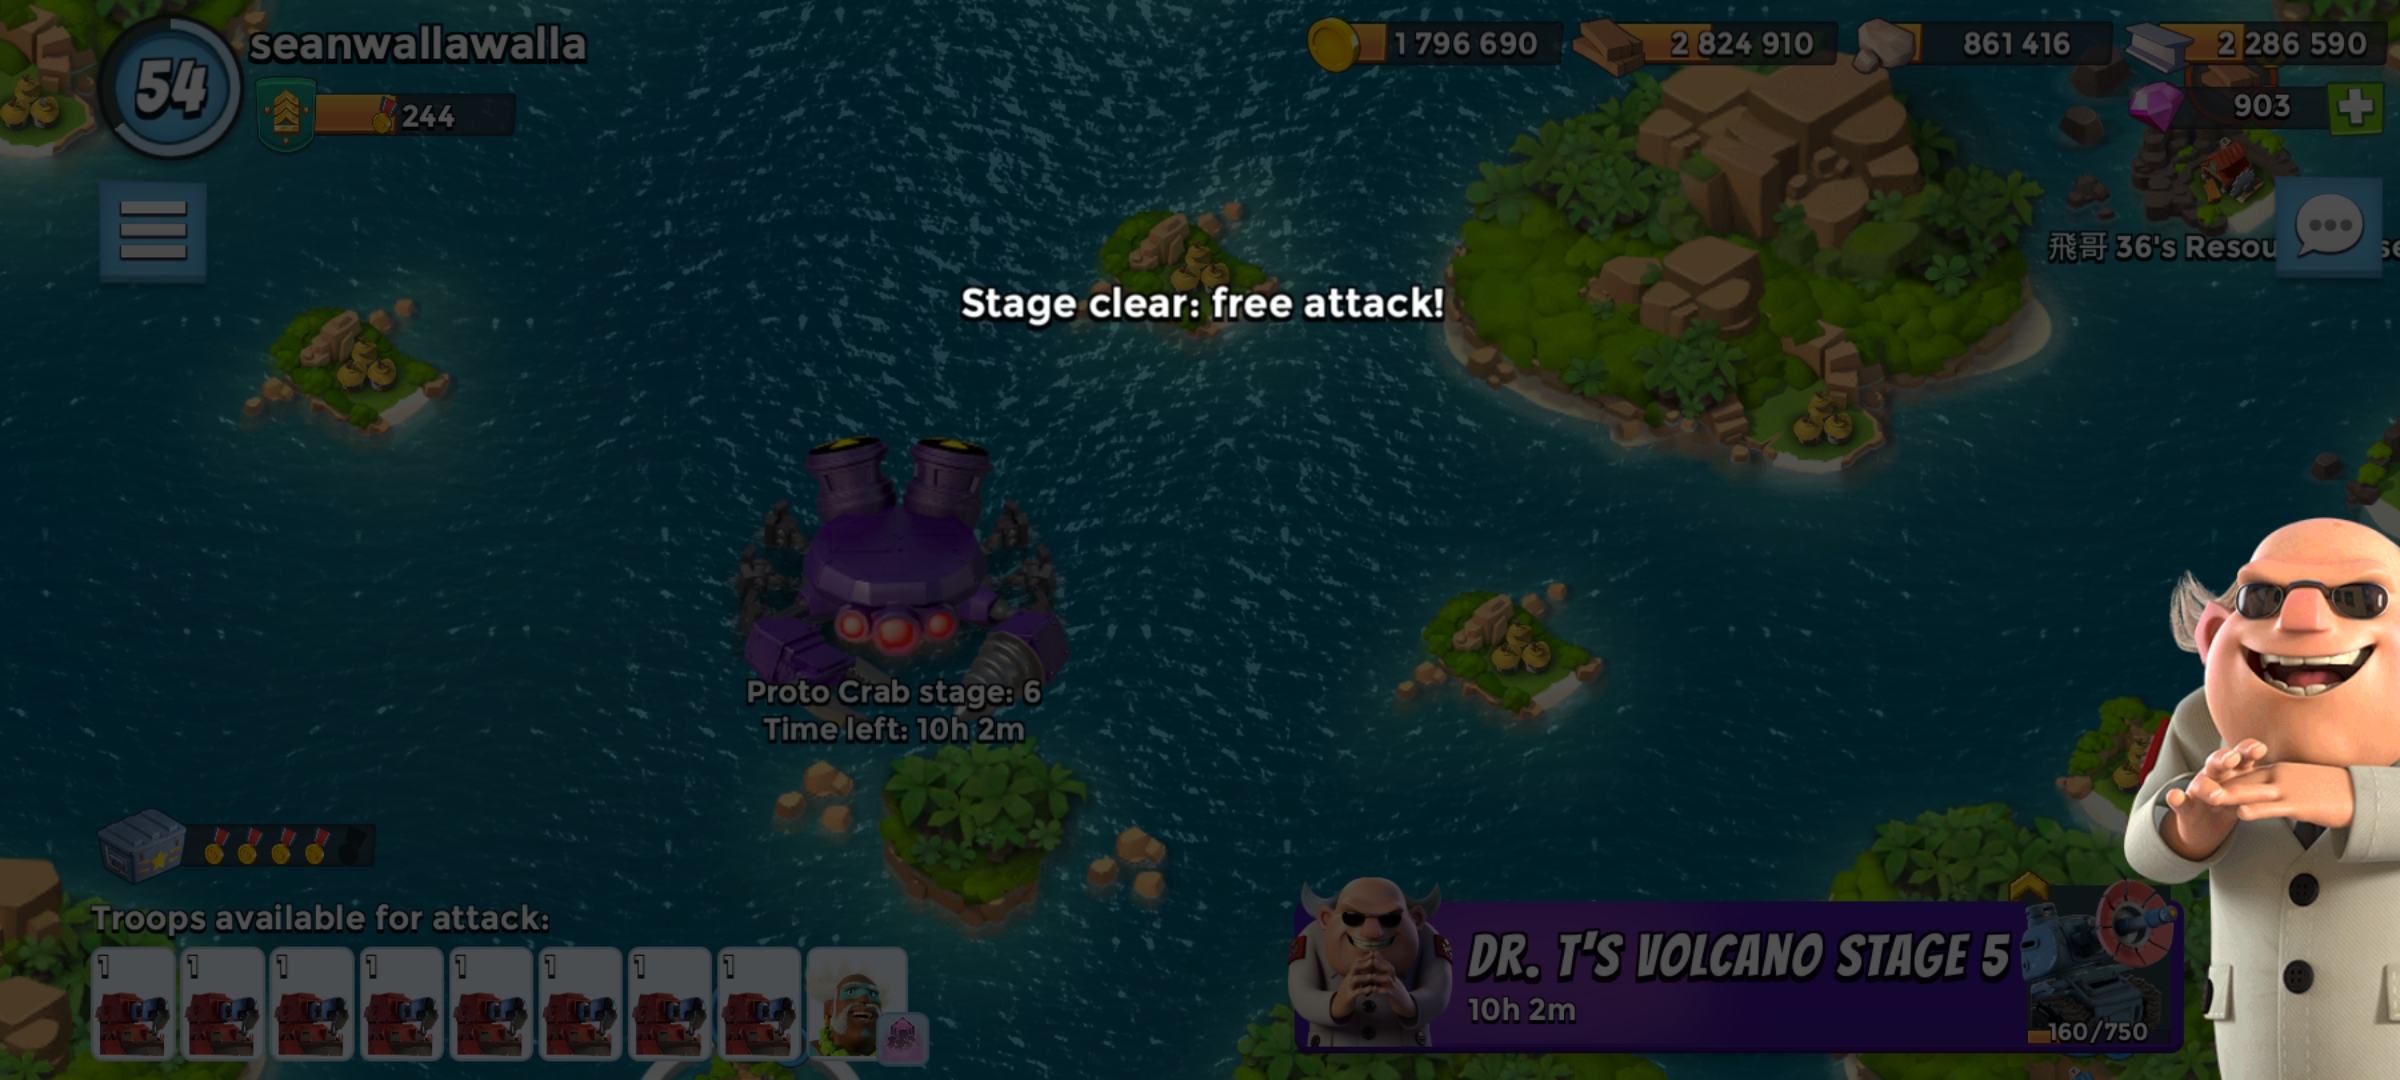 54
seanwallawalla
244
1 796 690
2 824 910
861 416
2 286 590
903
飛哥 36's Resou
Stage clear: free attack!
Proto Crab stage: 6
Time left: 10h 2m
Troops available for attack:
1
1
1
1
1
1
1
1
DR. T'S VOLCANO STAGE 5
10h 2m
160/750